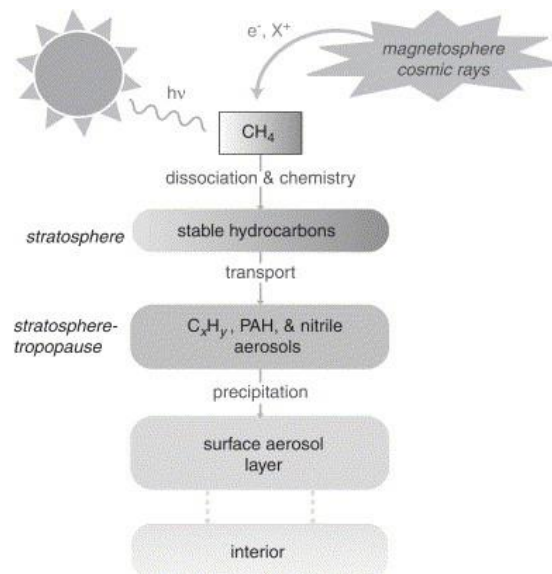 e⁻, X⁺
magnetosphere
cosmic rays
hν
CH₄
dissociation & chemistry
stratosphere
stable hydrocarbons
transport
stratosphere-
tropopause
CₓHᵧ, PAH, & nitrile
aerosols
precipitation
surface aerosol
layer
interior